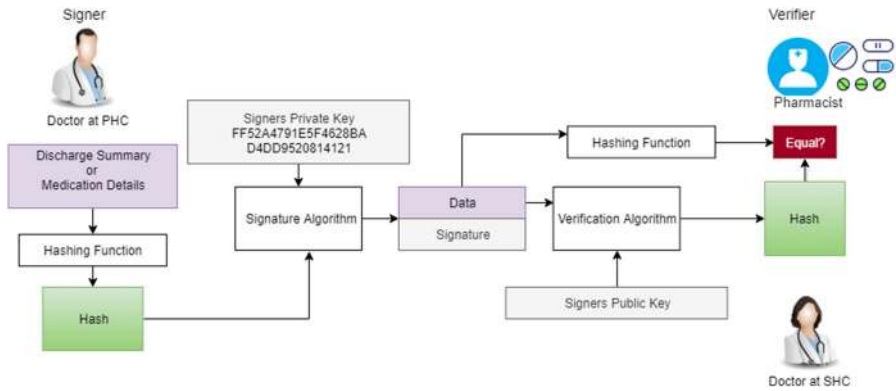 Signer
Verifier
Doctor at PHC
Pharmacist
Signers Private Key
FF52A4791E5F4628BA
D4DD9520814121
Discharge Summary
or
Medication Details
Hashing Function
Equal?
Signature Algorithm
Data
Signature
Verification Algorithm
Hash
Hashing Function
Hash
Signers Public Key
Doctor at SHC